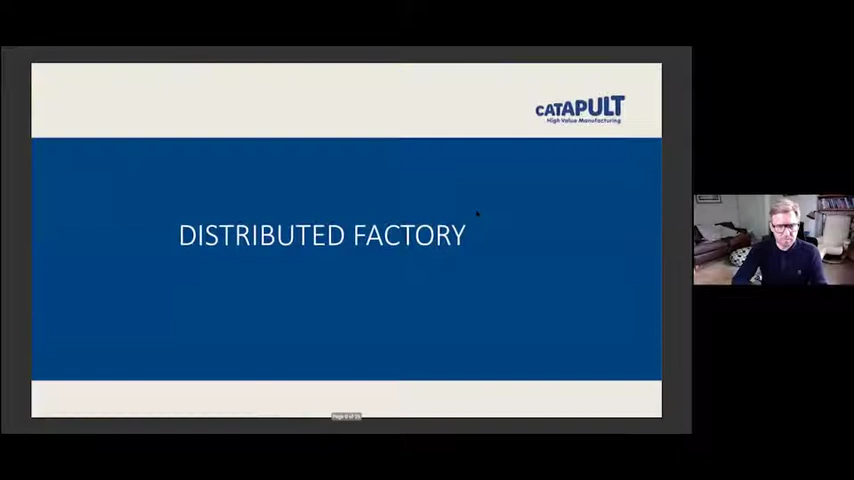 CATAPULT
High Value Manufacturing
DISTRIBUTED FACTORY